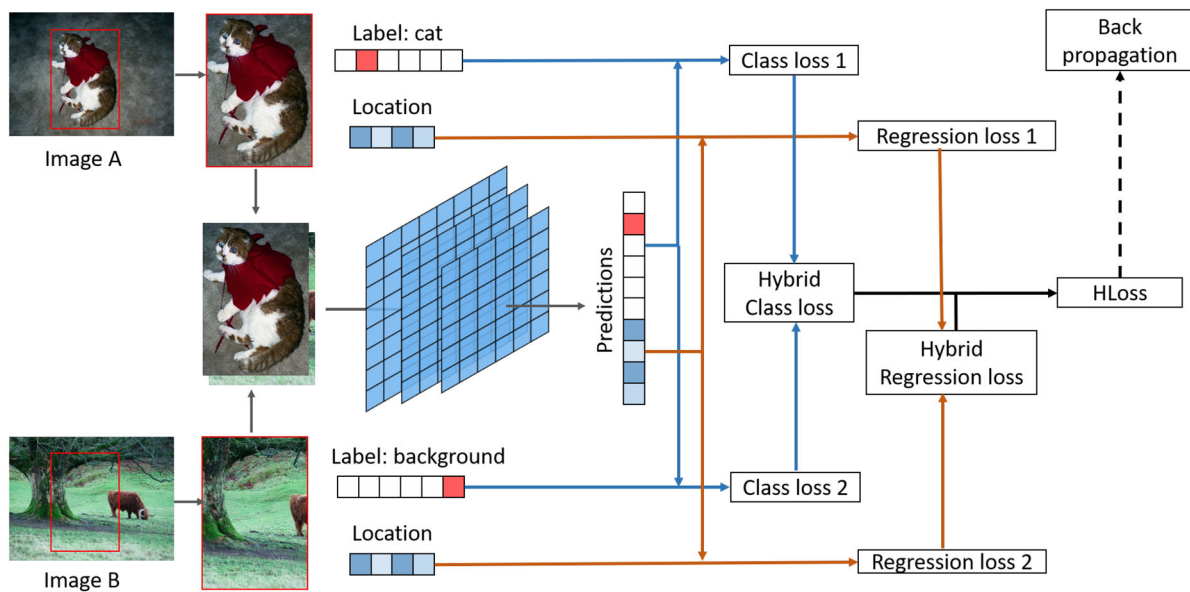 Label: cat
Class loss 1
Back
propagation
Location
Regression loss 1
Image A
Predictions
Hybrid
Class loss
HLoss
Hybrid
Regression loss
Label: background
Class loss 2
Location
Regression loss 2
Image B